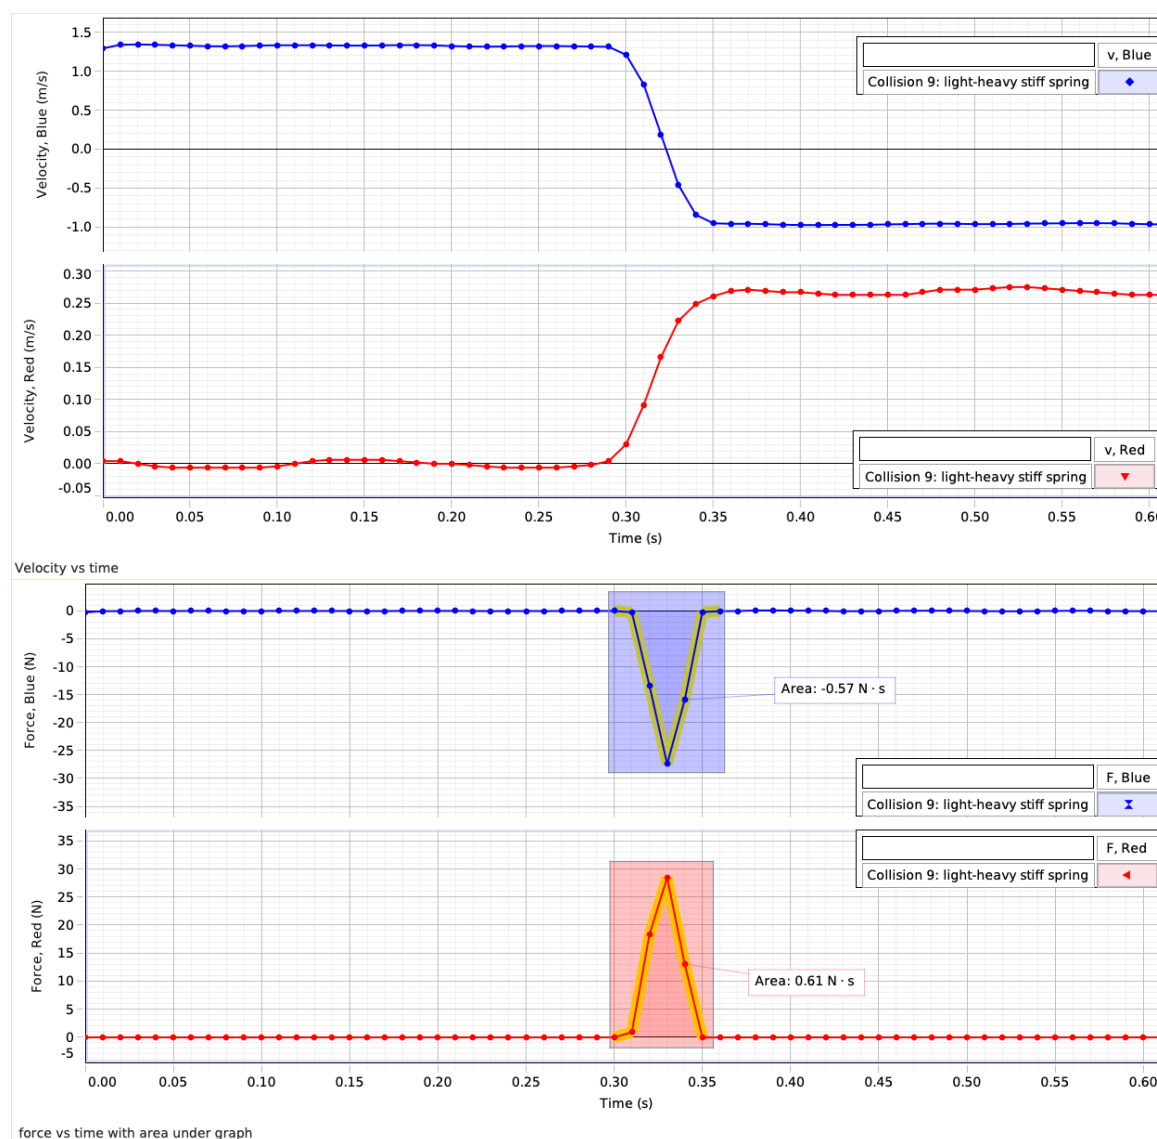 1.5
v, Blue
Collision 9: light-heavy stiff spring
1.0
0.5
0.0
-0.5
-1.0
Velocity, Blue (m/s)
0.30
0.25
0.20
0.15
0.10
0.05
0.00
-0.05
Velocity, Red (m/s)
v, Red
Collision 9: light-heavy stiff spring
0.00 0.05 0.10 0.15 0.20 0.25 0.30 0.35 0.40 0.45 0.50 0.55 0.60
Time (s)
Velocity vs time
0
-5
-10
-15
-20
-25
-30
-35
Force, Blue (N)
Area: -0.57 N · s
F, Blue
Collision 9: light-heavy stiff spring
35
30
25
20
15
10
5
0
-5
Force, Red (N)
F, Red
Collision 9: light-heavy stiff spring
Area: 0.61 N · s
0.00 0.05 0.10 0.15 0.20 0.25 0.30 0.35 0.40 0.45 0.50 0.55 0.60
Time (s)
force vs time with area under graph